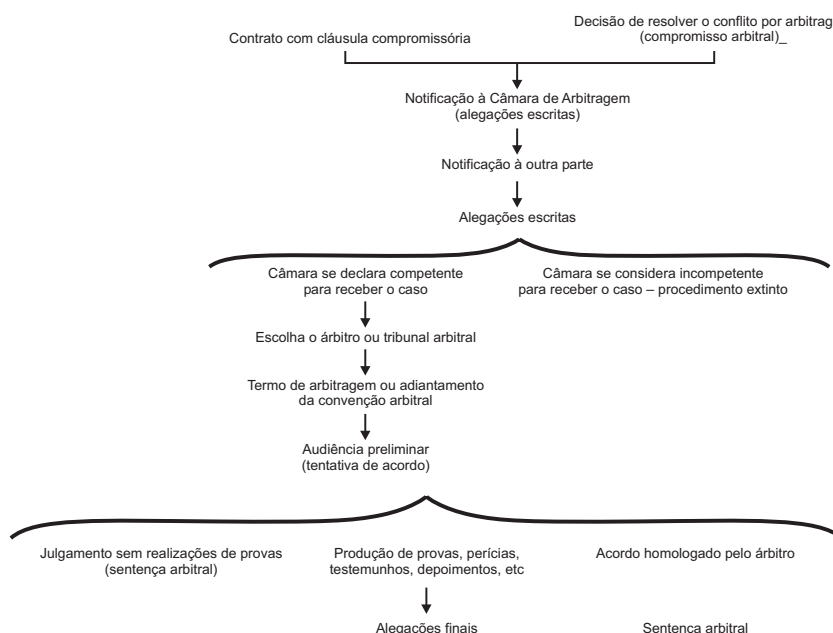 Contrato com cláusula compromissória
Decisão de resolver o conflito por arbitrag
(compromisso arbitral)_
Notificação à Câmara de Arbitragem
(alegações escritas)
Notificação à outra parte
Alegações escritas
Câmara se declara competente
para receber o caso
Câmara se considera incompetente
para receber o caso – procedimento extinto
Escolha o árbitro ou tribunal arbitral
Termo de arbitragem ou adiantamento
da convenção arbitral
Audiência preliminar
(tentativa de acordo)
Julgamento sem realizações de provas
(sentença arbitral)
Produção de provas, perícias,
testemunhos, depoimentos, etc
Acordo homologado pelo árbitro
Alegações finais
Sentença arbitral